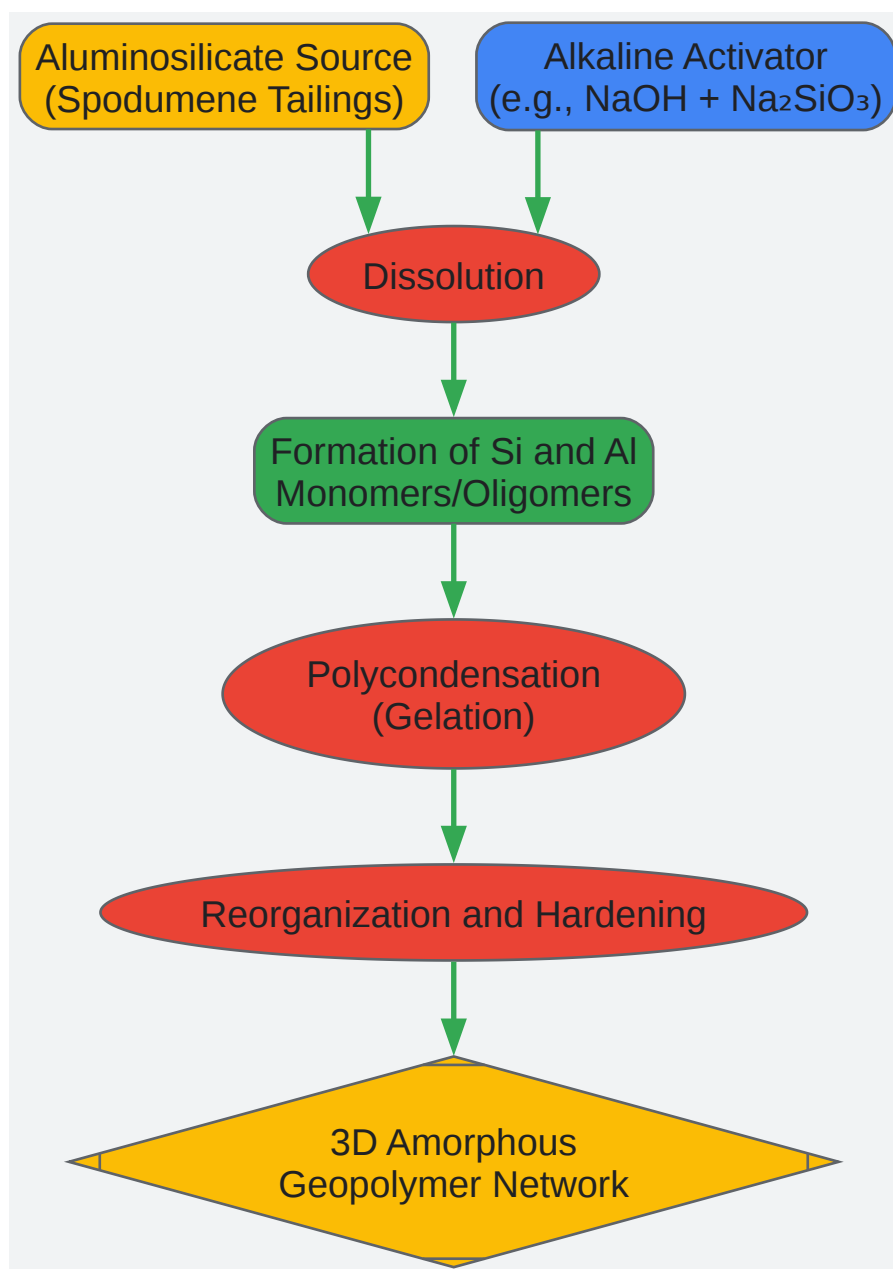 Aluminosilicate Source
(Spodumene Tailings)
Alkaline Activator
(e.g., NaOH + Na₂SiO₃)
Dissolution
Formation of Si and Al
Monomers/Oligomers
Polycondensation
(Gelation)
Reorganization and Hardening
3D Amorphous
Geopolymer Network